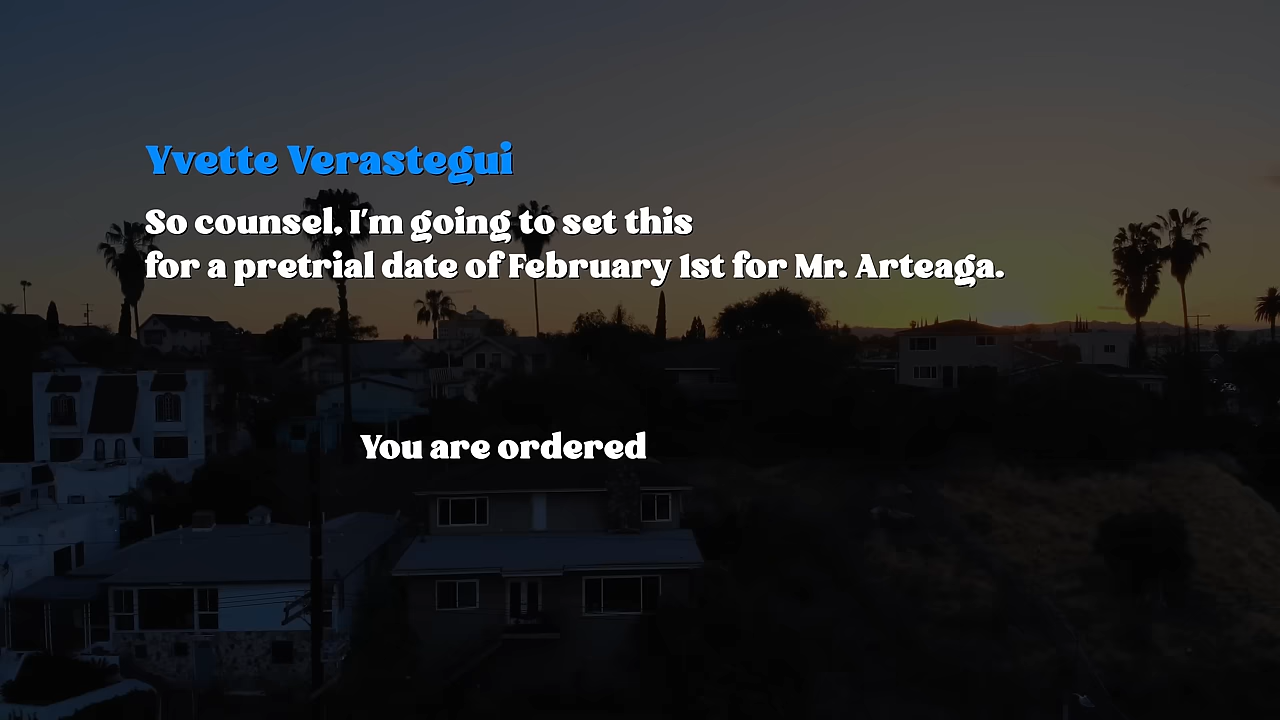 Yvette Verastegui
So counsel, I'm going to set this
for a pretrial date of February 1st for Mr. Arteaga.
You are ordered